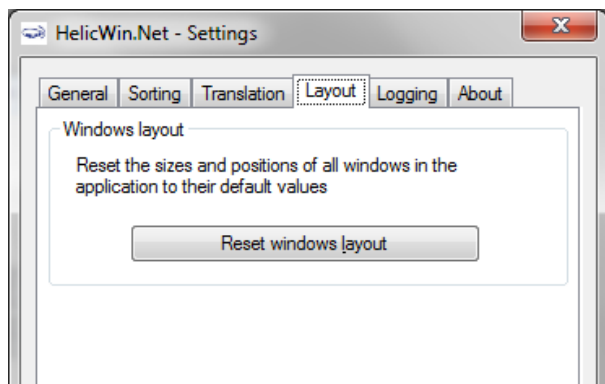 HelicWin.Net - Settings
General Sorting Translation Layout Logging About
Windows layout
Reset the sizes and positions of all windows in the
application to their default values
Reset windows layout